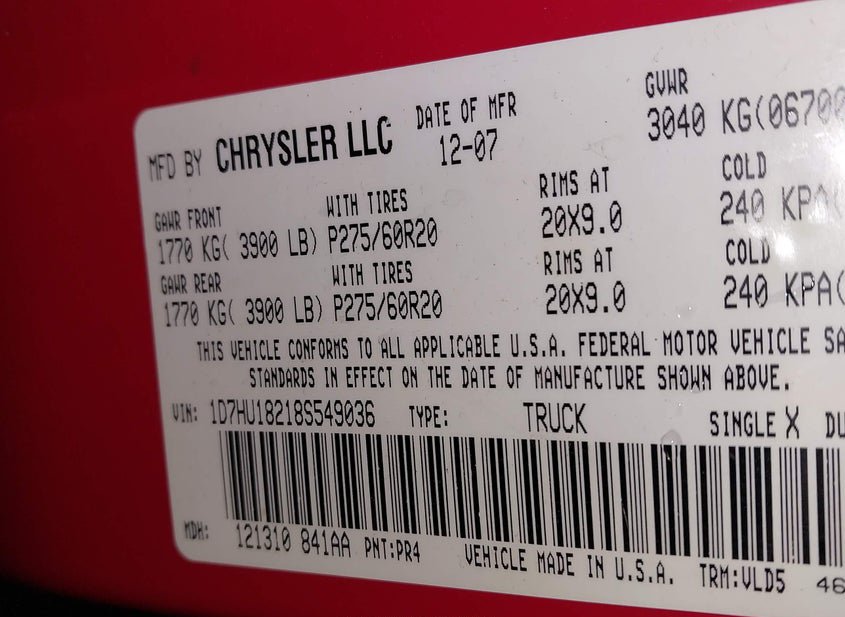 MFD BY CHRYSLER LLC DATE OF MFR 12-07 GVWR 3040 KG(06700
GAWR FRONT WITH TIRES RIMS AT COLD
1770 KG( 3900 LB) P275/60R20 20X9.0 240 KPA(
GAWR REAR WITH TIRES RIMS AT COLD
1770 KG( 3900 LB) P275/60R20 20X9.0 240 KPA(
THIS VEHICLE CONFORMS TO ALL APPLICABLE U.S.A. FEDERAL MOTOR VEHICLE SA
STANDARDS IN EFFECT ON THE DATE OF MANUFACTURE SHOWN ABOVE.
VIN: 1D7HU18218S549036 TYPE: TRUCK SINGLE X DU
MDH: 121310 841AA PNT:PR4 VEHICLE MADE IN U.S.A. TRM:VLD5 46